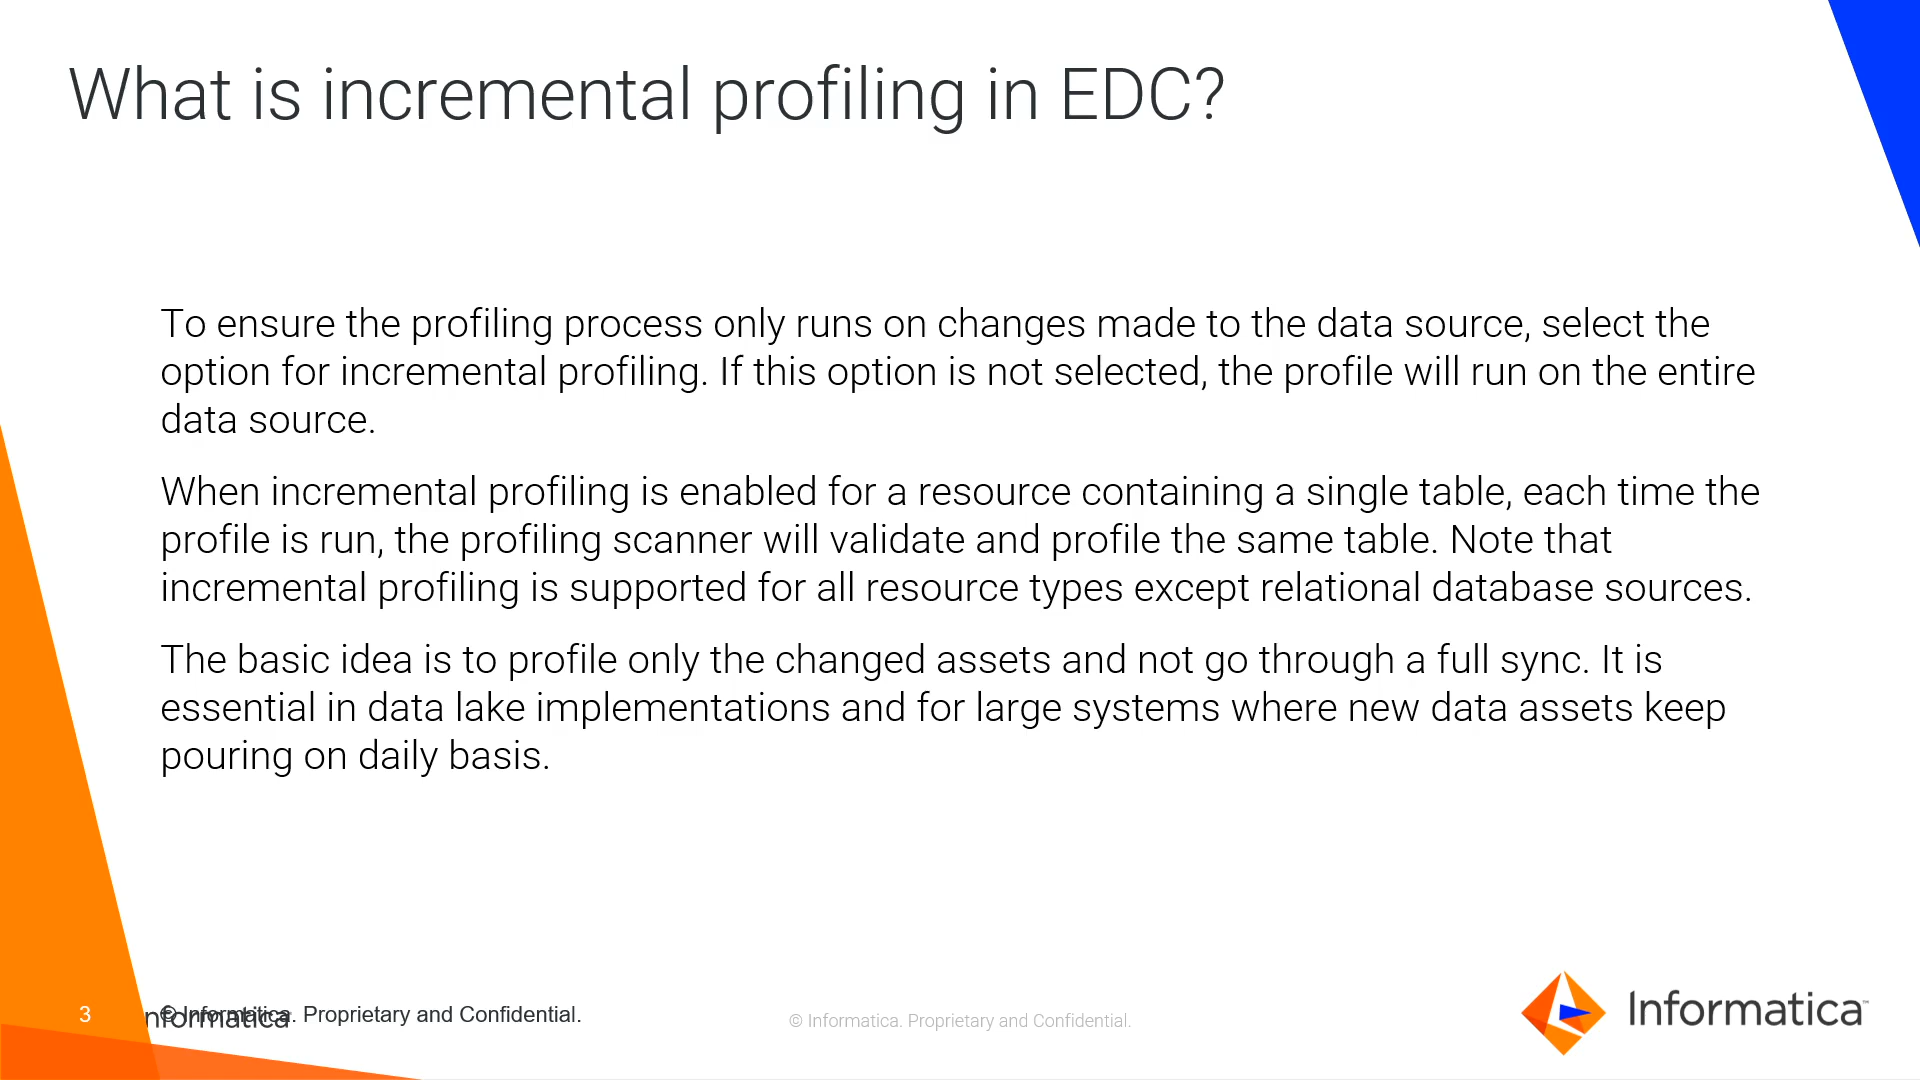 What is incremental profiling in EDC?
To ensure the profiling process only runs on changes made to the data source, select the
option for incremental profiling. If this option is not selected, the profile will run on the entire
data source.
When incremental profiling is enabled for a resource containing a single table, each time the
profile is run, the profiling scanner will validate and profile the same table. Note that
incremental profiling is supported for all resource types except relational database sources.
The basic idea is to profile only the changed assets and not go through a full sync. It is
essential in data lake implementations and for large systems where new data assets keep
pouring on daily basis.
3
© Informatica. Proprietary and Confidential.
nformatica
© Informatica. Proprietary and Confidential.
Informatica™